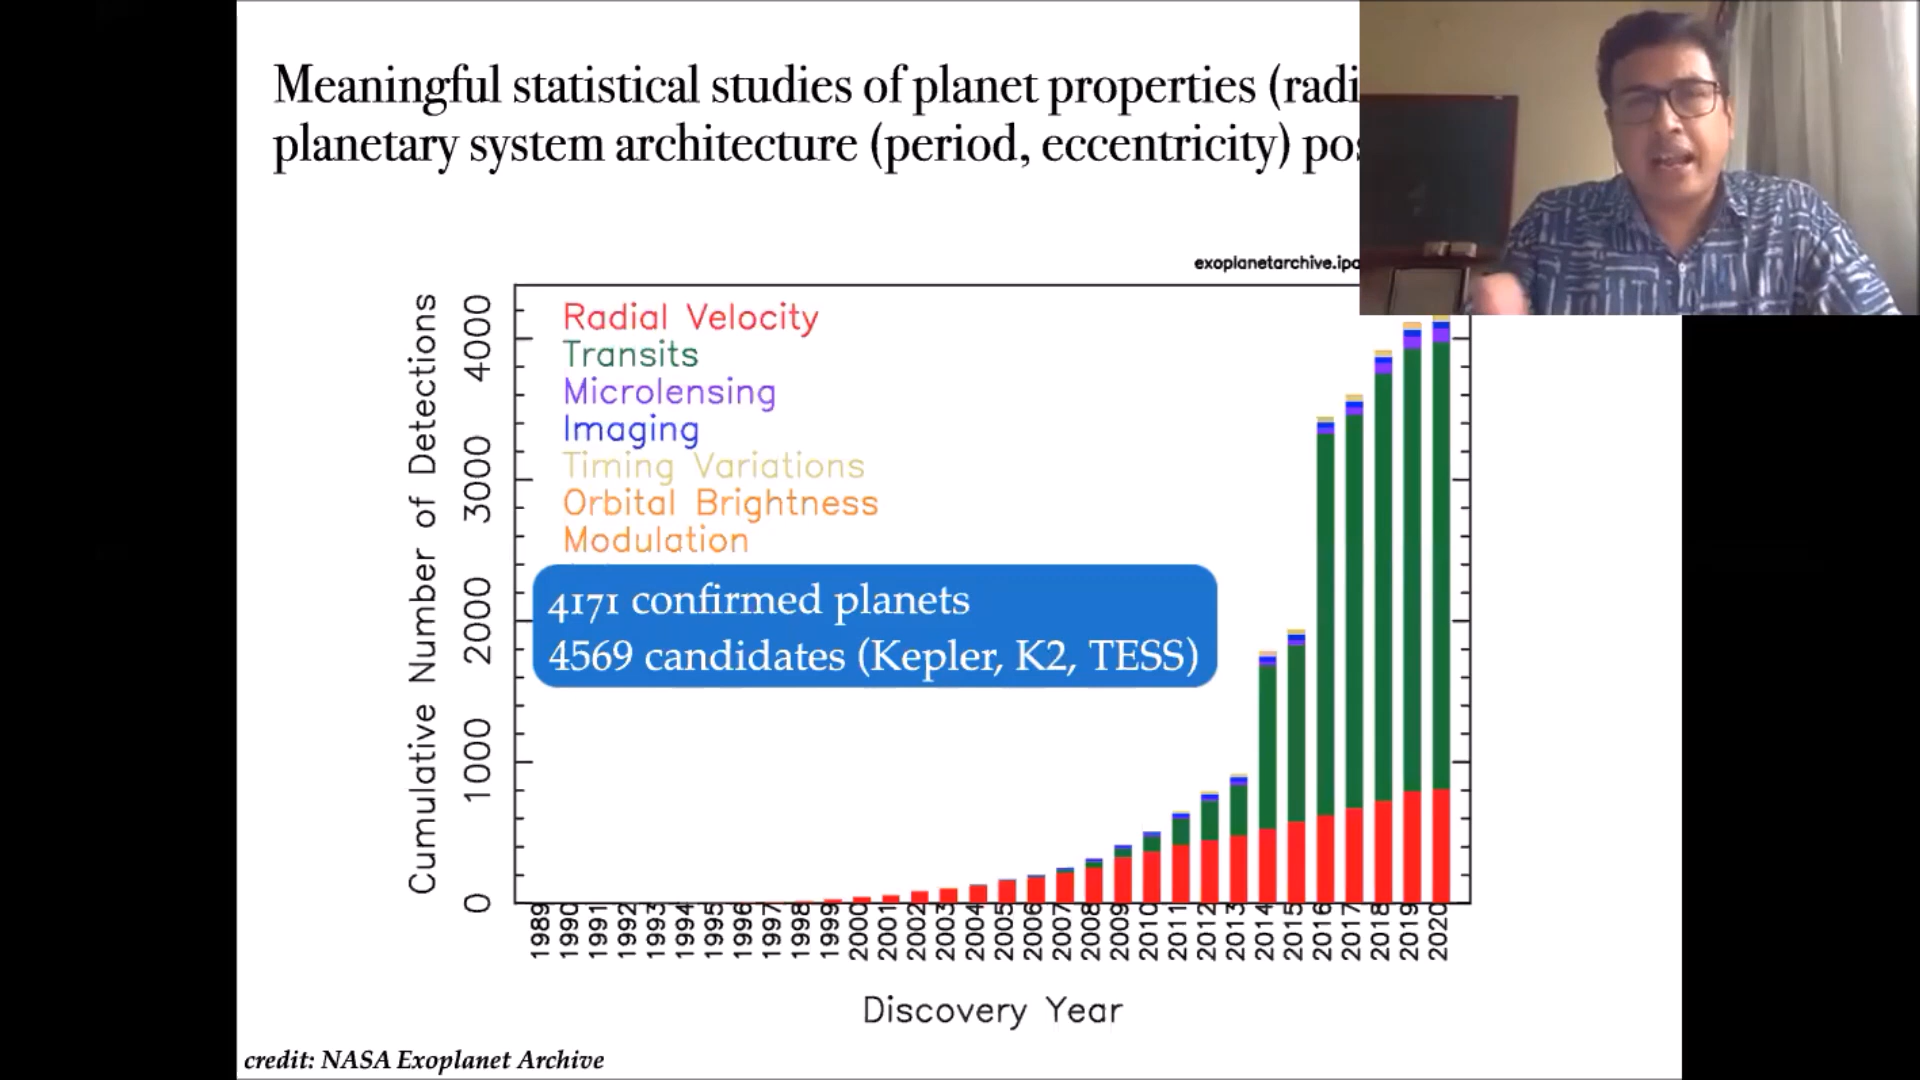 Meaningful statistical studies of planet properties (radi
planetary system architecture (period, eccentricity) pos
exoplanetarchive.ipa
Radial Velocity
Transits
Microlensing
Imaging
Timing Variations
Orbital Brightness
Modulation
4171 confirmed planets
4569 candidates (Kepler, K2, TESS)
Cumulative Number of Detections
4000
3000
2000
1000
0
1989 1990 1991 1992 1993 1994 1995 1996 1997 1998 1999 2000 2001 2002 2003 2004 2005 2006 2007 2008 2009 2010 2011 2012 2013 2014 2015 2016 2017 2018 2019 2020
Discovery Year
credit: NASA Exoplanet Archive